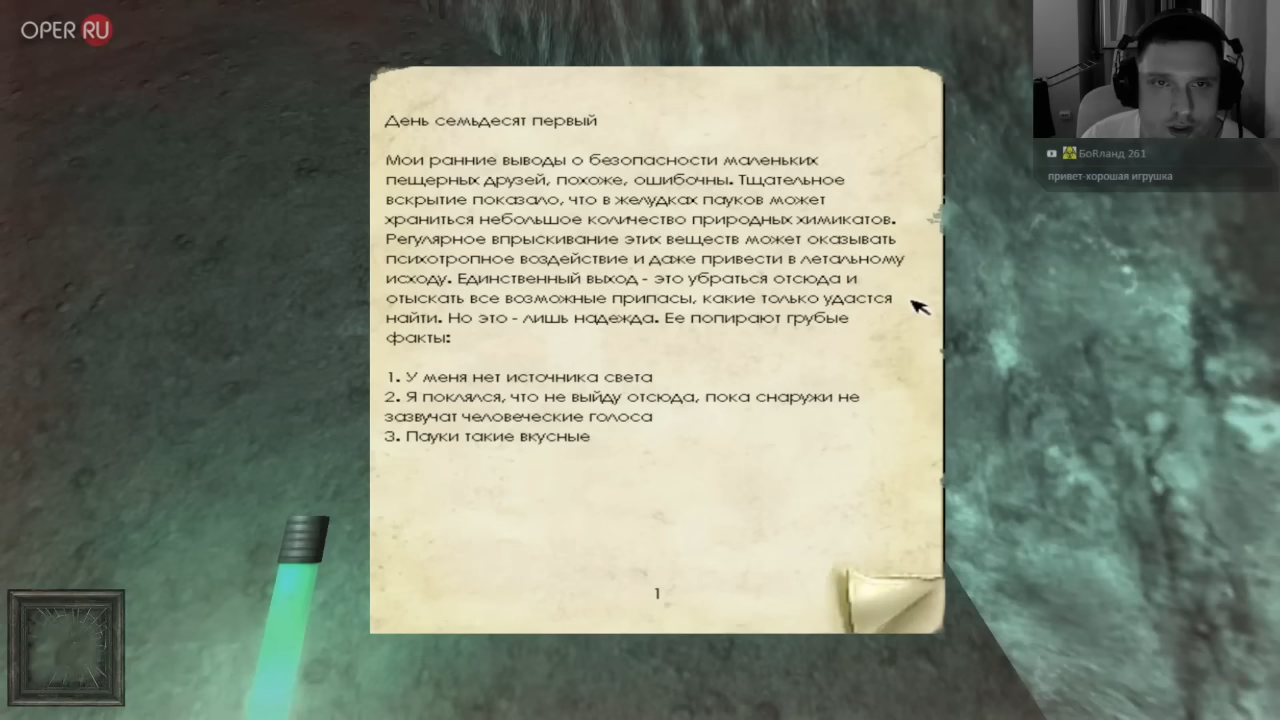 OPER RU
День семьдесят первый
Мои ранние выводы о безопасности маленьких
пещерных друзей, похоже, ошибочны. Тщательное
вскрытие показало, что в желудках пауков может
храниться небольшое количество природных химикатов.
Регулярное впрыскивание этих веществ может оказывать
психотропное воздействие и даже привести в летальному
исходу. Единственный выход - это убраться отсюда и
отыскать все возможные припасы, какие только удастся
найти. Но это - лишь надежда. Ее попирают грубые
факты:
1. У меня нет источника света
2. Я поклялся, что не выйду отсюда, пока снаружи не
зазвучат человеческие голоса
3. Пауки такие вкусные
1
БоЯланд 261
привет-хорошая игрушка